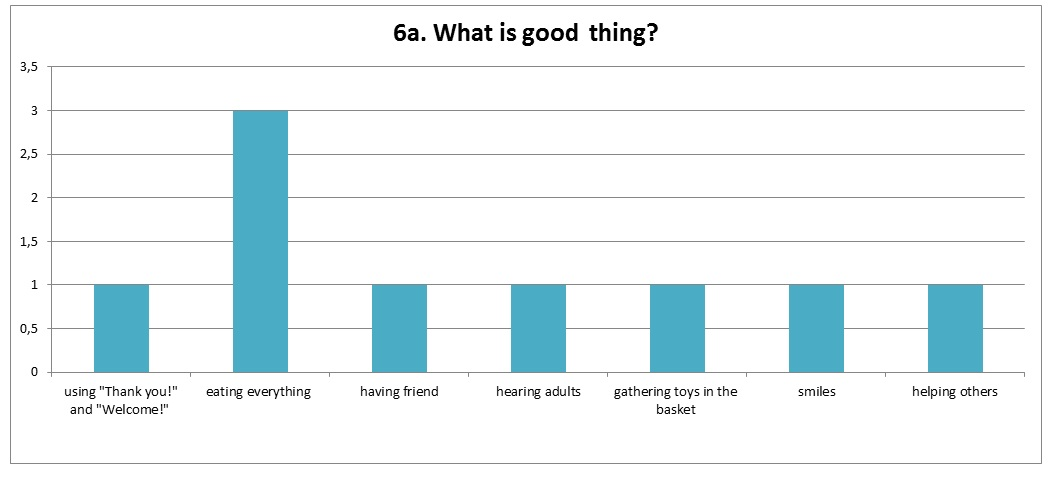 6a. What is good thing?
3,5
3
2,5
2
1,5
1
0,5
0
using "Thank you!"
and "Welcome!"
eating everything
having friend
hearing adults
gathering toys in the
basket
smiles
helping others